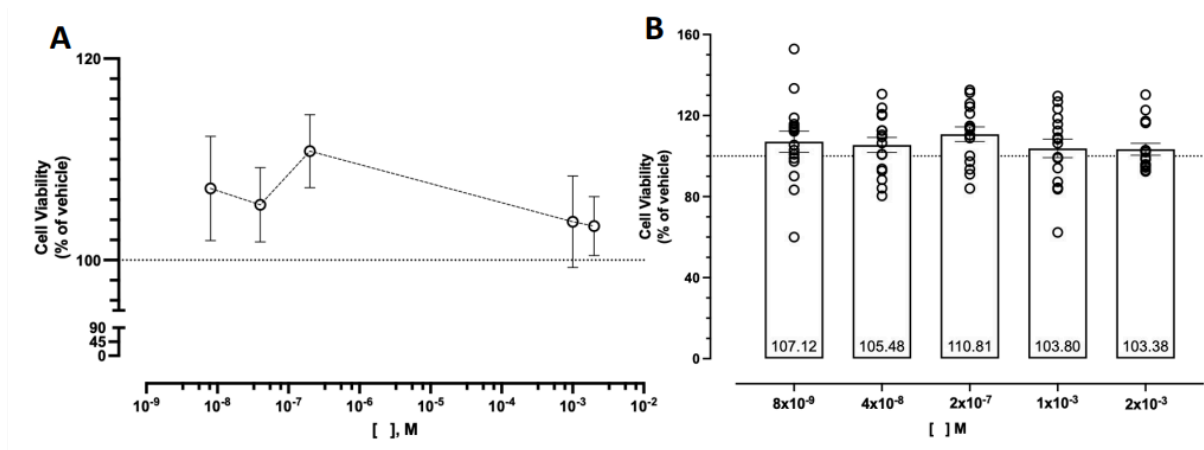 A
Cell Viability
(% of vehicle)
120
100
90
45
0
10⁻⁹ 10⁻⁸ 10⁻⁷ 10⁻⁶ 10⁻⁵ 10⁻⁴ 10⁻³ 10⁻²
[ ], M
B
Cell Viability
(% of vehicle)
160
120
80
40
0
107.12 105.48 110.81 103.80 103.38
8x10⁻⁹ 4x10⁻⁸ 2x10⁻⁷ 1x10⁻³ 2x10⁻³
[ ] M